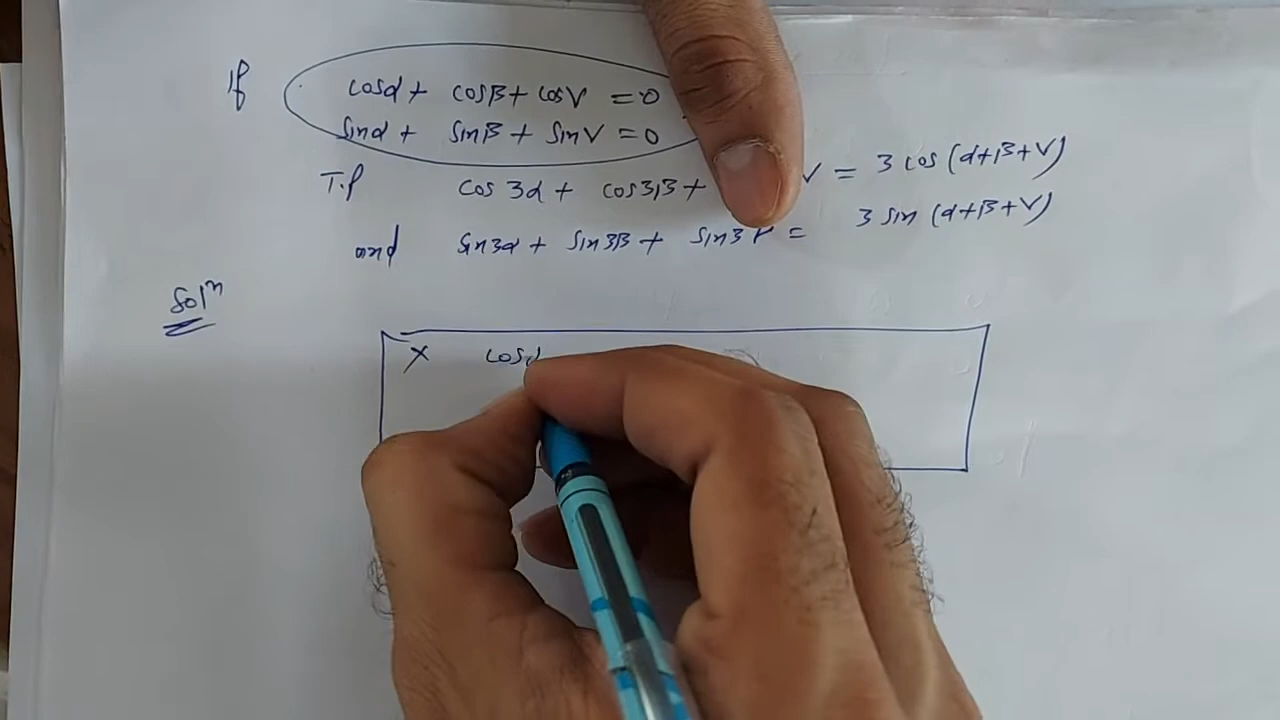 If cosα + cosβ + cosγ = 0
sinα + sinβ + sinγ = 0
T.P cos 3α + cos3β + γ = 3 cos (α+β+γ)
and sin3α + sin3β + sin3γ = 3 sin (α+β+γ)
Solⁿ
X cosα